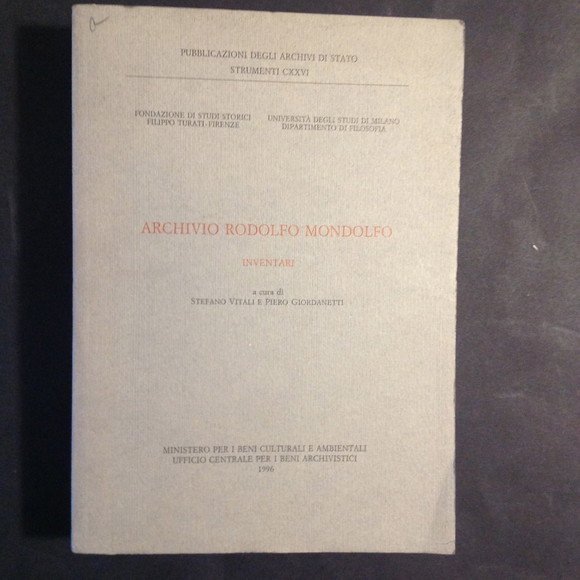 a
PUBBLICAZIONI DEGLI ARCHIVI DI STATO
STRUMENTI CXXVI
FONDAZIONE DI STUDI STORICI
FILIPPO TURATI-FIRENZE
UNIVERSITÀ DEGLI STUDI DI MILANO
DIPARTIMENTO DI FILOSOFIA
ARCHIVIO RODOLFO MONDOLFO
INVENTARI
a cura di
STEFANO VITALI E PIERO GIORDANETTI
MINISTERO PER I BENI CULTURALI E AMBIENTALI
UFFICIO CENTRALE PER I BENI ARCHIVISTICI
1996